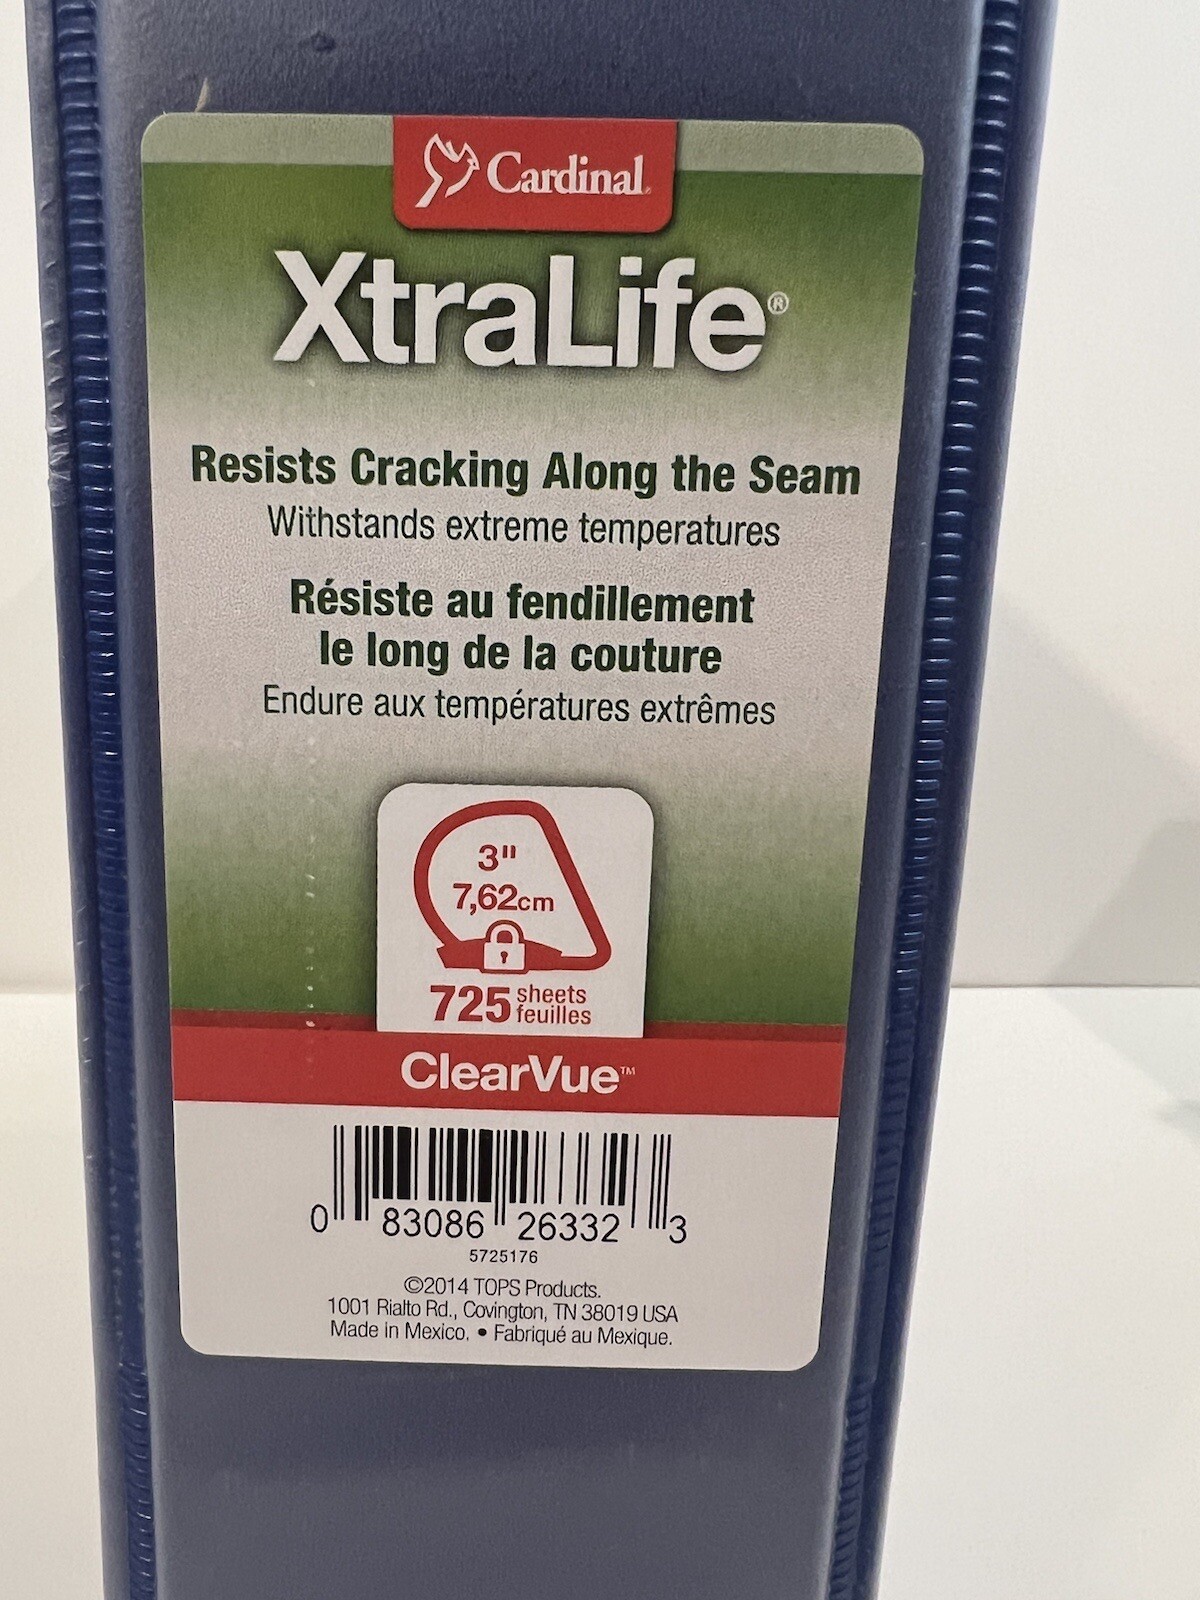 Cardinal.
XtraLife®
Resists Cracking Along the Seam
Withstands extreme temperatures
Résiste au fendillement
le long de la couture
Endure aux températures extrêmes
3"
7,62cm
725 sheets
feuilles
ClearVue™
0 83086 26332 3
5725176
©2014 TOPS Products.
1001 Rialto Rd., Covington, TN 38019 USA
Made in Mexico. • Fabriqué au Mexique.